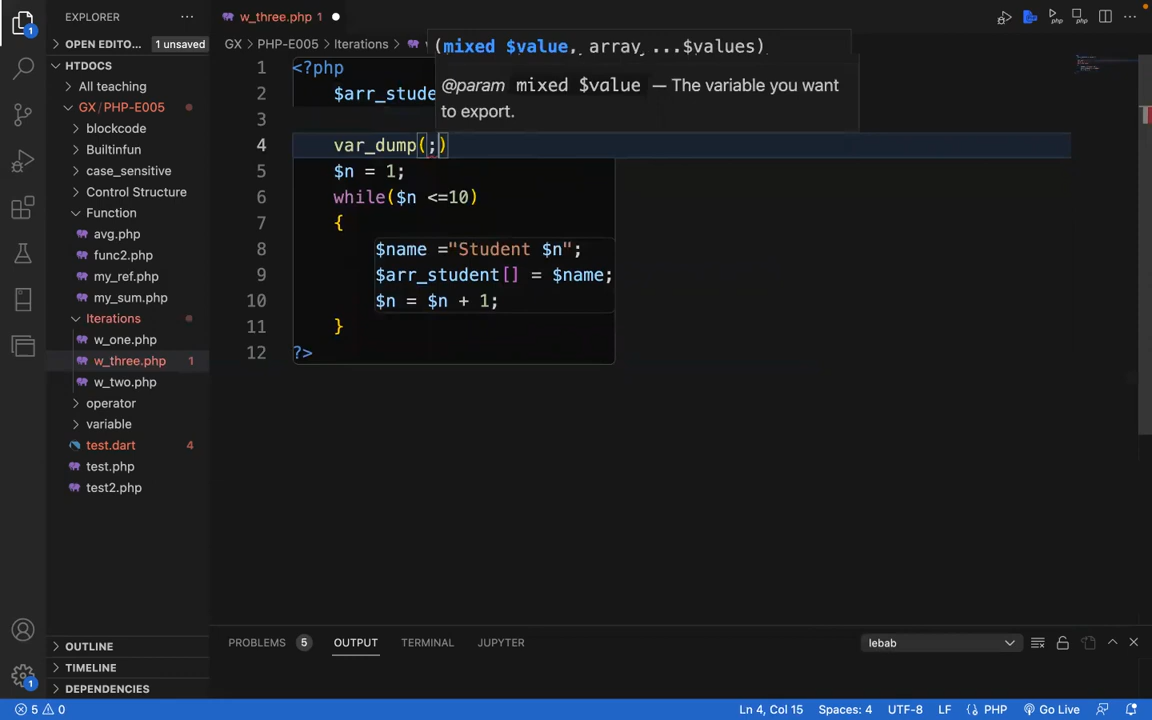 EXPLORER
w_three.php 1
1
OPEN EDITO... 1 unsaved
GX > PHP-E005 > Iterations >
(mixed $value, array ...$values)
HTDOCS
@param mixed $value — The variable you want
to export.
All teaching
GX / PHP-E005
blockcode
Builtinfun
case_sensitive
Control Structure
Function
avg.php
func2.php
my_ref.php
my_sum.php
Iterations
w_one.php
w_three.php 1
w_two.php
operator
variable
test.dart 4
test.php
test2.php
1 <?php
2 $arr_stude
3
4 var_dump(;)
5 $n = 1;
6 while($n <=10)
7 {
8 $name ="Student $n";
9 $arr_student[] = $name;
10 $n = $n + 1;
11 }
12 ?>
PROBLEMS 5 OUTPUT TERMINAL JUPYTER lebab
OUTLINE
TIMELINE
DEPENDENCIES
1
5 0 Ln 4, Col 15 Spaces: 4 UTF-8 LF {} PHP Go Live